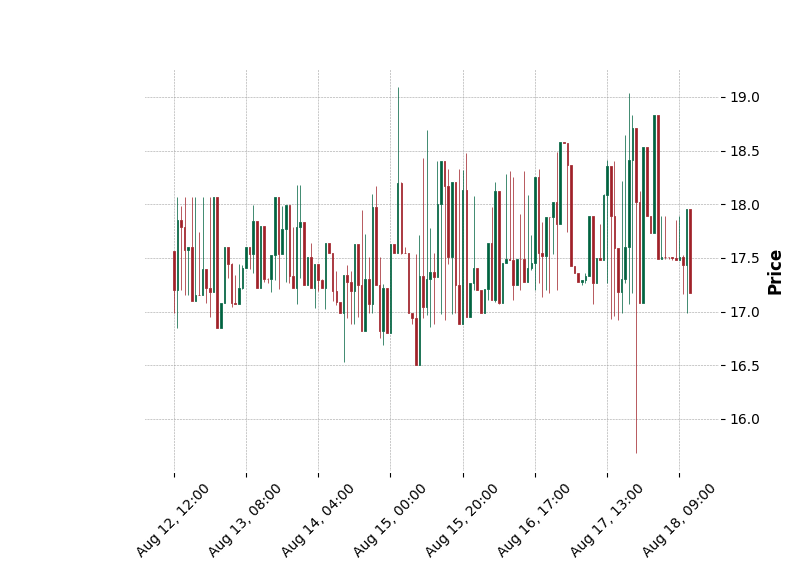 19.0
18.5
18.0
17.5
17.0
16.5
16.0
Price
Aug 12, 12:00
Aug 13, 08:00
Aug 14, 04:00
Aug 15, 00:00
Aug 15, 20:00
Aug 16, 17:00
Aug 17, 13:00
Aug 18, 09:00